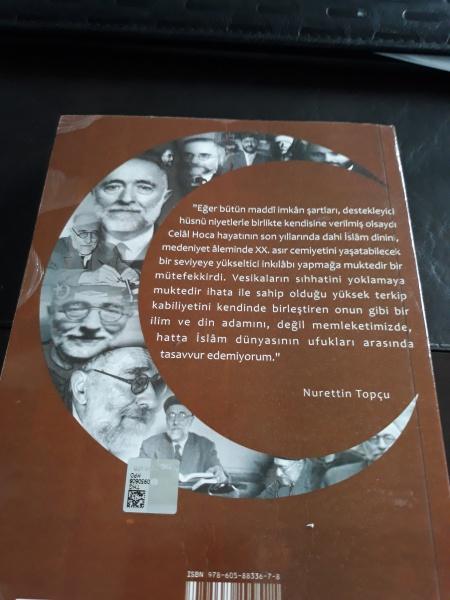 "Eğer bütün maddî imkân şartları, destekleyici
hüsnü niyetlerle birlikte kendisine verilmiş olsaydı
Celâl Hoca hayatının son yıllarında dahi İslâm dinini,
medeniyet âleminde XX. asır cemiyetini yaşatabilecek
bir seviyeye yükseltici inkılâbı yapmağa muktedir bir
mütefekkirdi. Vesikaların sıhhatini yoklamaya
muktedir ihata ile sahip olduğu yüksek terkip
kabiliyetini kendinde birleştiren onun gibi bir
ilim ve din adamını, değil memleketimizde,
hatta İslâm dünyasının ufukları arasında
tasavvur edemiyorum."
Nurettin Topçu
ISBN 978-605-88336-7-8